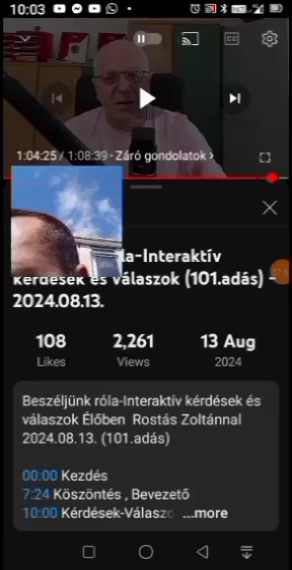 10:03
1:04:25 / 1:08:39 · Záró gondolatok ›
la-Interaktív
kérdések és válaszok (101.adás) -
2024.08.13.
108 2,261 13 Aug
Likes Views 2024
Beszéljünk róla-Interaktív kérdések és
válaszok Élőben Rostás Zoltánnal
2024.08.13. (101.adás)
00:00 Kezdés
7:24 Köszöntés , Bevezető
10:00 Kérdések-Válaszo ...more